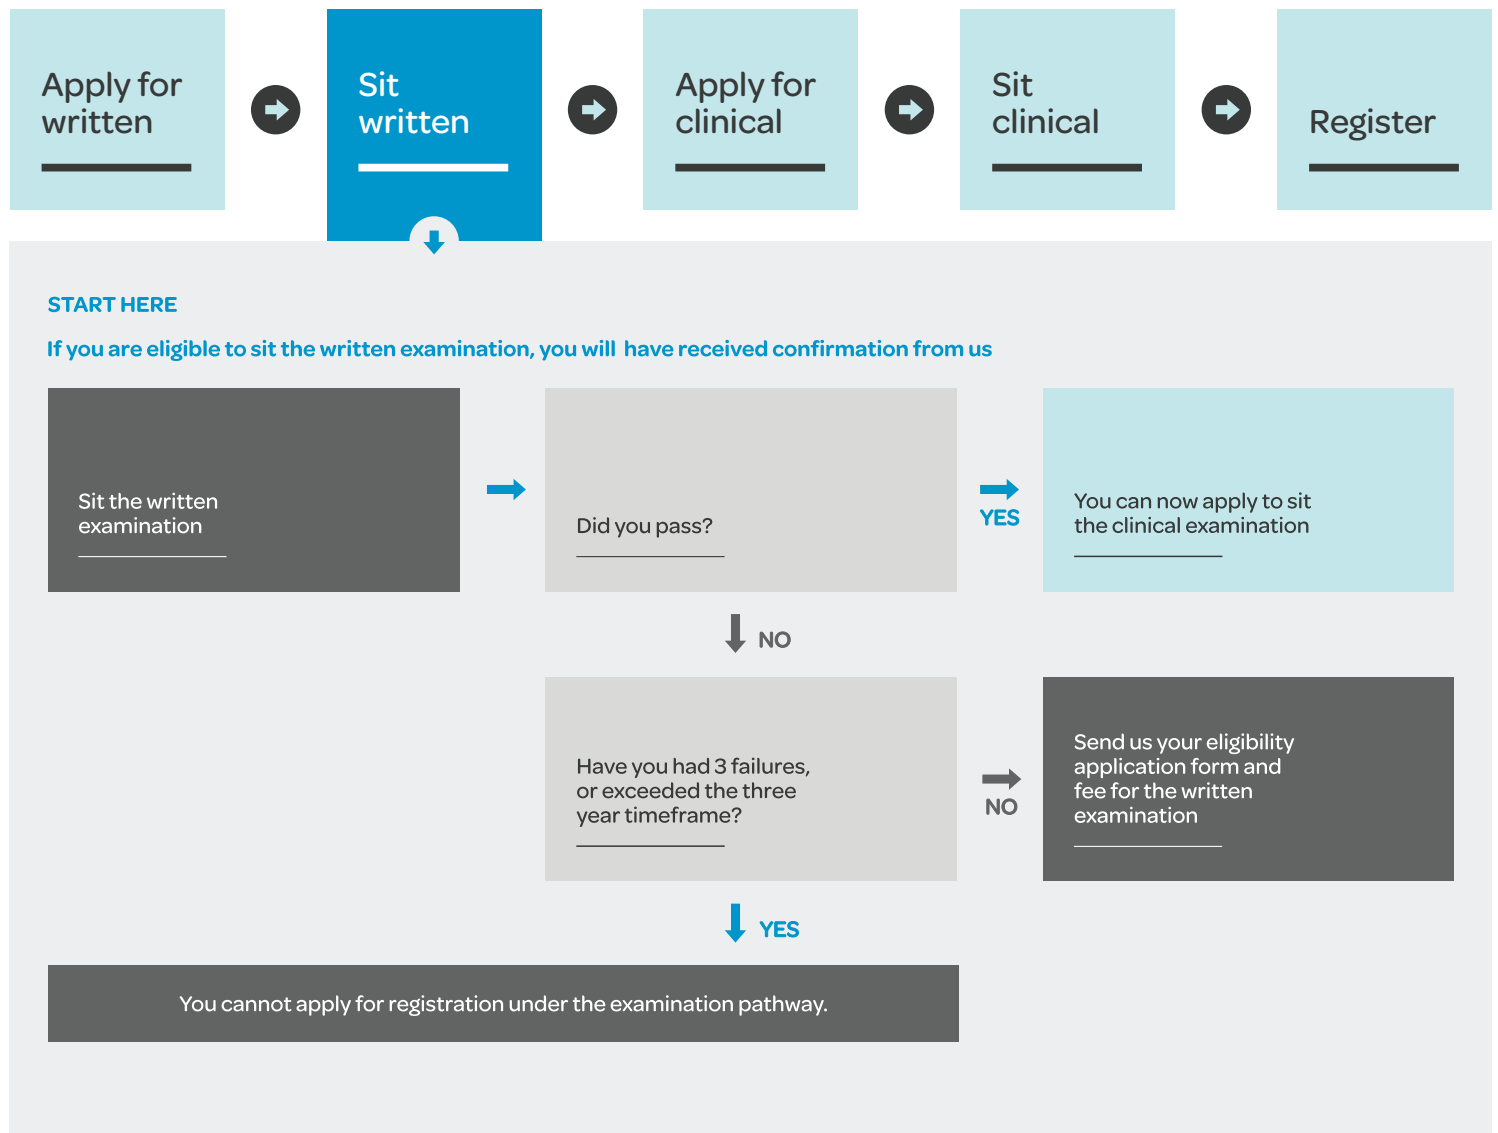 Apply for
written
Sit
written
Apply for
clinical
Sit
clinical
Register
START HERE
If you are eligible to sit the written examination, you will have received confirmation from us
Sit the written
examination
Did you pass?
YES
You can now apply to sit
the clinical examination
NO
Have you had 3 failures,
or exceeded the three
year timeframe?
NO
Send us your eligibility
application form and
fee for the written
examination
YES
You cannot apply for registration under the examination pathway.